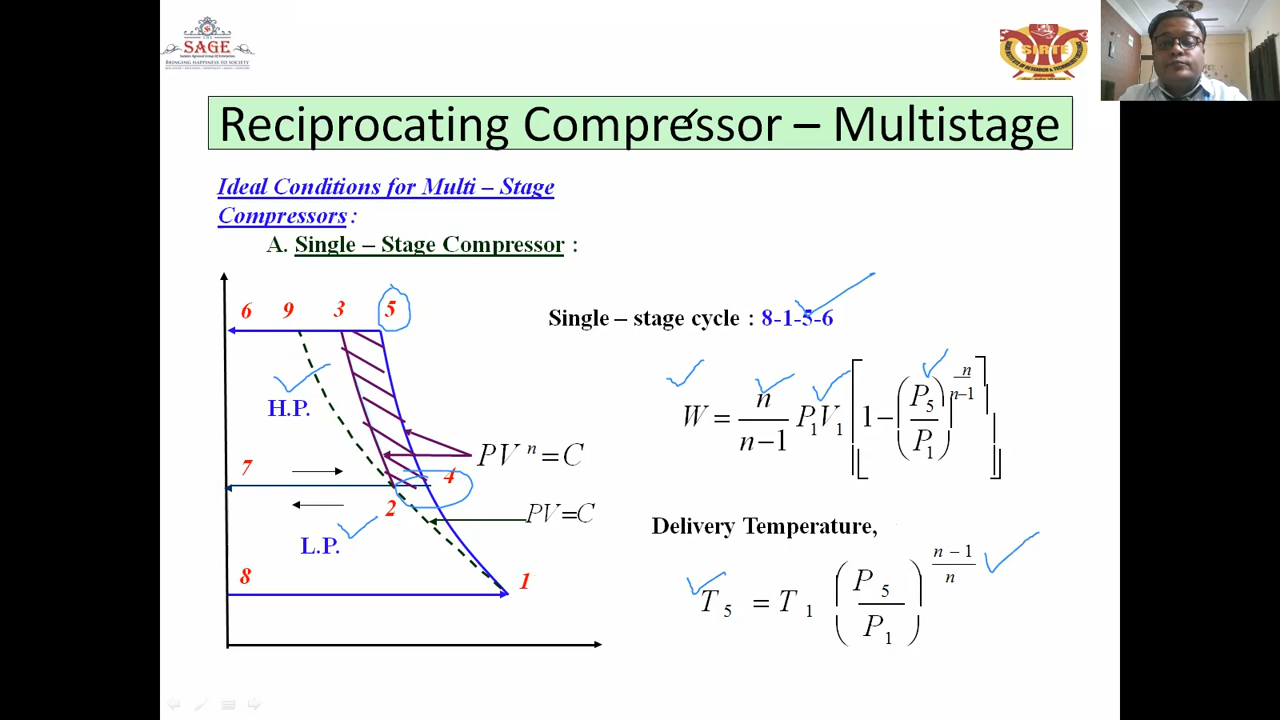 THE
SAGE
BRINGING HAPPINESS TO SOCIETY
SIRTE
Reciprocating Compressor – Multistage
Ideal Conditions for Multi – Stage
Compressors :
A. Single – Stage Compressor :
6 9 3 5
Single – stage cycle : 8-1-5-6
H.P.
W = n/n−1 P₁V₁ [1 − (P₅/P₁)^(n/n−1)]
PVⁿ = C
7 4
2
PV=C
L.P.
Delivery Temperature,
8 1
T₅ = T₁ (P₅/P₁)^(n−1/n)